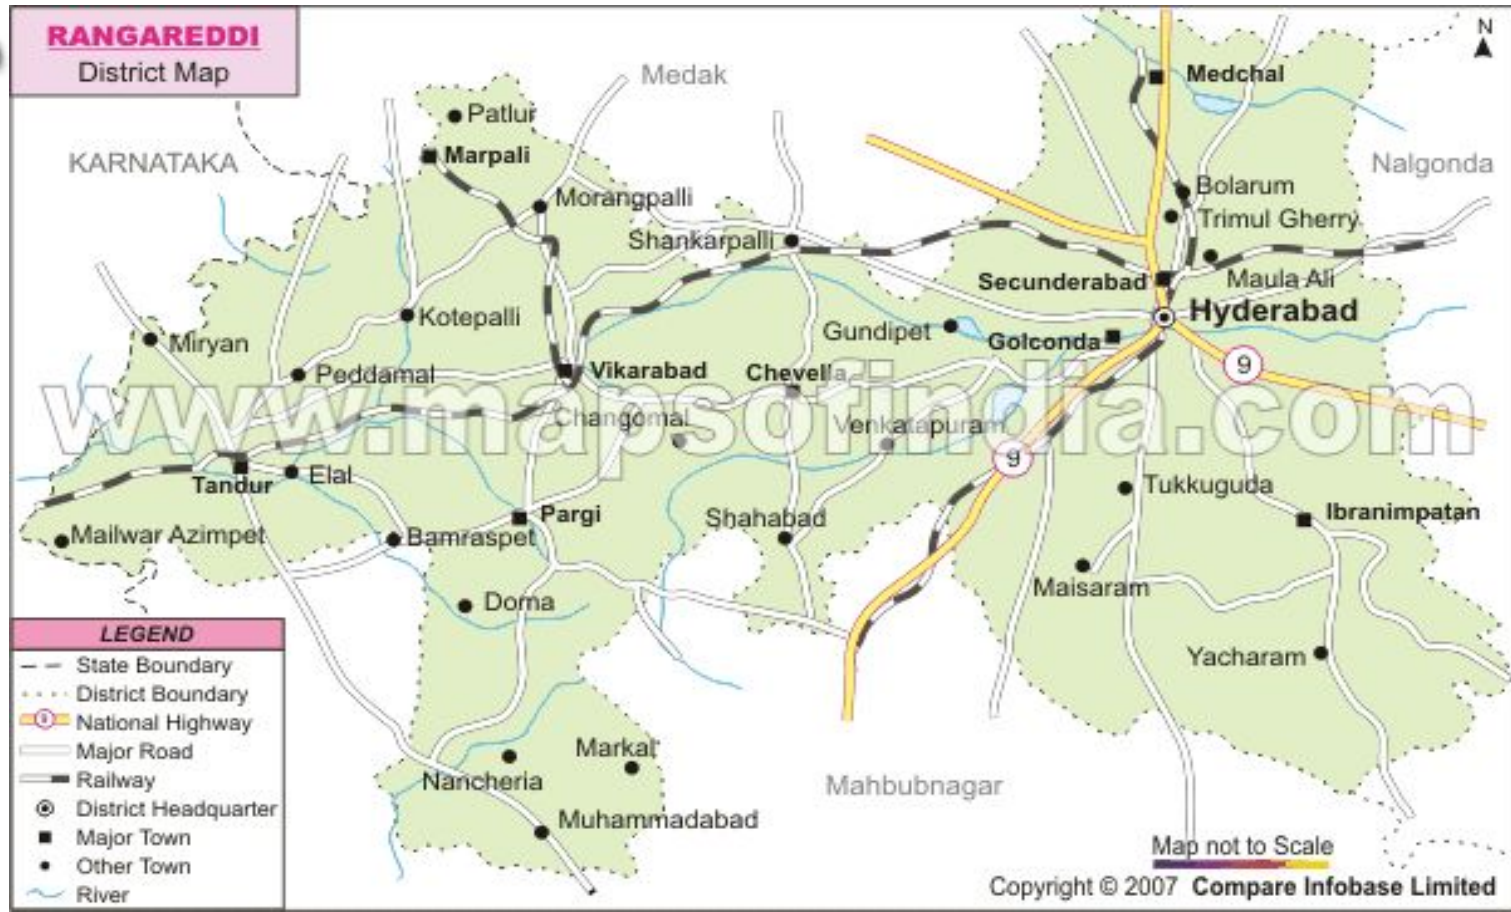 RANGAREDDI
District Map
N
Medak
Medchal
Patlur
KARNATAKA
Marpali
Nalgonda
Morangpalli
Bolarum
Trimul Gherry
Shankarpalli
Secunderabad
Maula Ali
Hyderabad
Kotepalli
Gundipet
Golconda
Miryan
Peddamal
Vikarabad
Chevella
9
www.mapsofindia.com
Changomal
Venkatapuram
9
Tandur
Elal
Tukkuguda
Pargi
Shahabad
Ibranimpatan
Mailwar Azimpet
Bamraspet
Maisaram
Doma
Yacharam
LEGEND
State Boundary
District Boundary
9 National Highway
Major Road
Railway
District Headquarter
Major Town
Other Town
River
Markal
Nancheria
Mahbubnagar
Muhammadabad
Map not to Scale
Copyright © 2007 Compare Infobase Limited